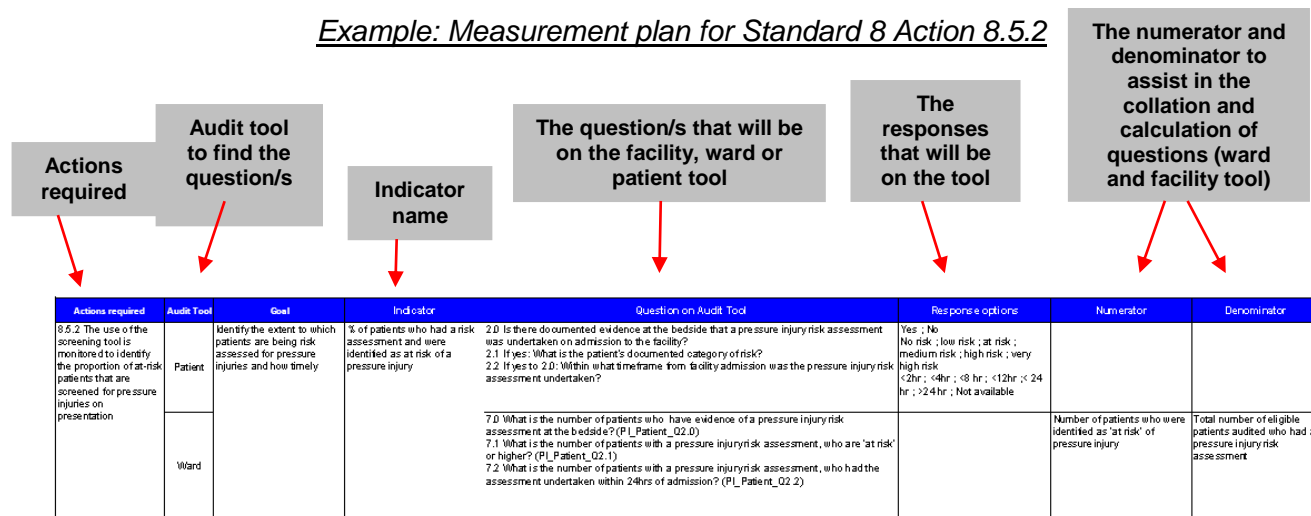 Example: Measurement plan for Standard 8 Action 8.5.2
Actions
required
Audit tool
to find the
question/s
Indicator
name
The question/s that will be
on the facility, ward or
patient tool
The
responses
that will be
on the tool
The numerator and
denominator to
assist in the
collation and
calculation of
questions (ward
and facility tool)
Actions required
Audit Tool
Goal
Indicator
Question on Audit Tool
Response options
Numerator
Denominator
8.5.2 The use of the
screening tool is
monitored to identify
the proportion of at-risk
patients that are
screened for pressure
injuries on
presentation
Patient
Identify the extent to which
patients are being risk
assessed for pressure
injuries and how timely
% of patients who had a risk
assessment and were
identified as at risk of a
pressure injury
2.0 Is there documented evidence at the bedside that a pressure injury risk assessment
was undertaken on admission to the facility?
2.1 If yes: What is the patient's documented category of risk?
2.2 If yes to 2.0: Within what timeframe from facility admission was the pressure injury risk
assessment undertaken?
Yes ; No
No risk ; low risk ; at risk ;
medium risk ; high risk ; very
high risk
<2hr ; <4hr ; <8 hr ; <12hr ;< 24
hr ; >24 hr ; Not available
Ward
7.0 What is the number of patients who have evidence of a pressure injury risk
assessment at the bedside? (PI_Patient_Q2.0)
7.1 What is the number of patients with a pressure injury risk assessment, who are 'at risk'
or higher? (PI_Patient_Q2.1)
7.2 What is the number of patients with a pressure injury risk assessment, who had the
assessment undertaken within 24hrs of admission? (PI_Patient_Q2.2)
Number of patients who were
identified as 'at risk' of
pressure injury
Total number of eligible
patients audited who had a
pressure injury risk
assessment